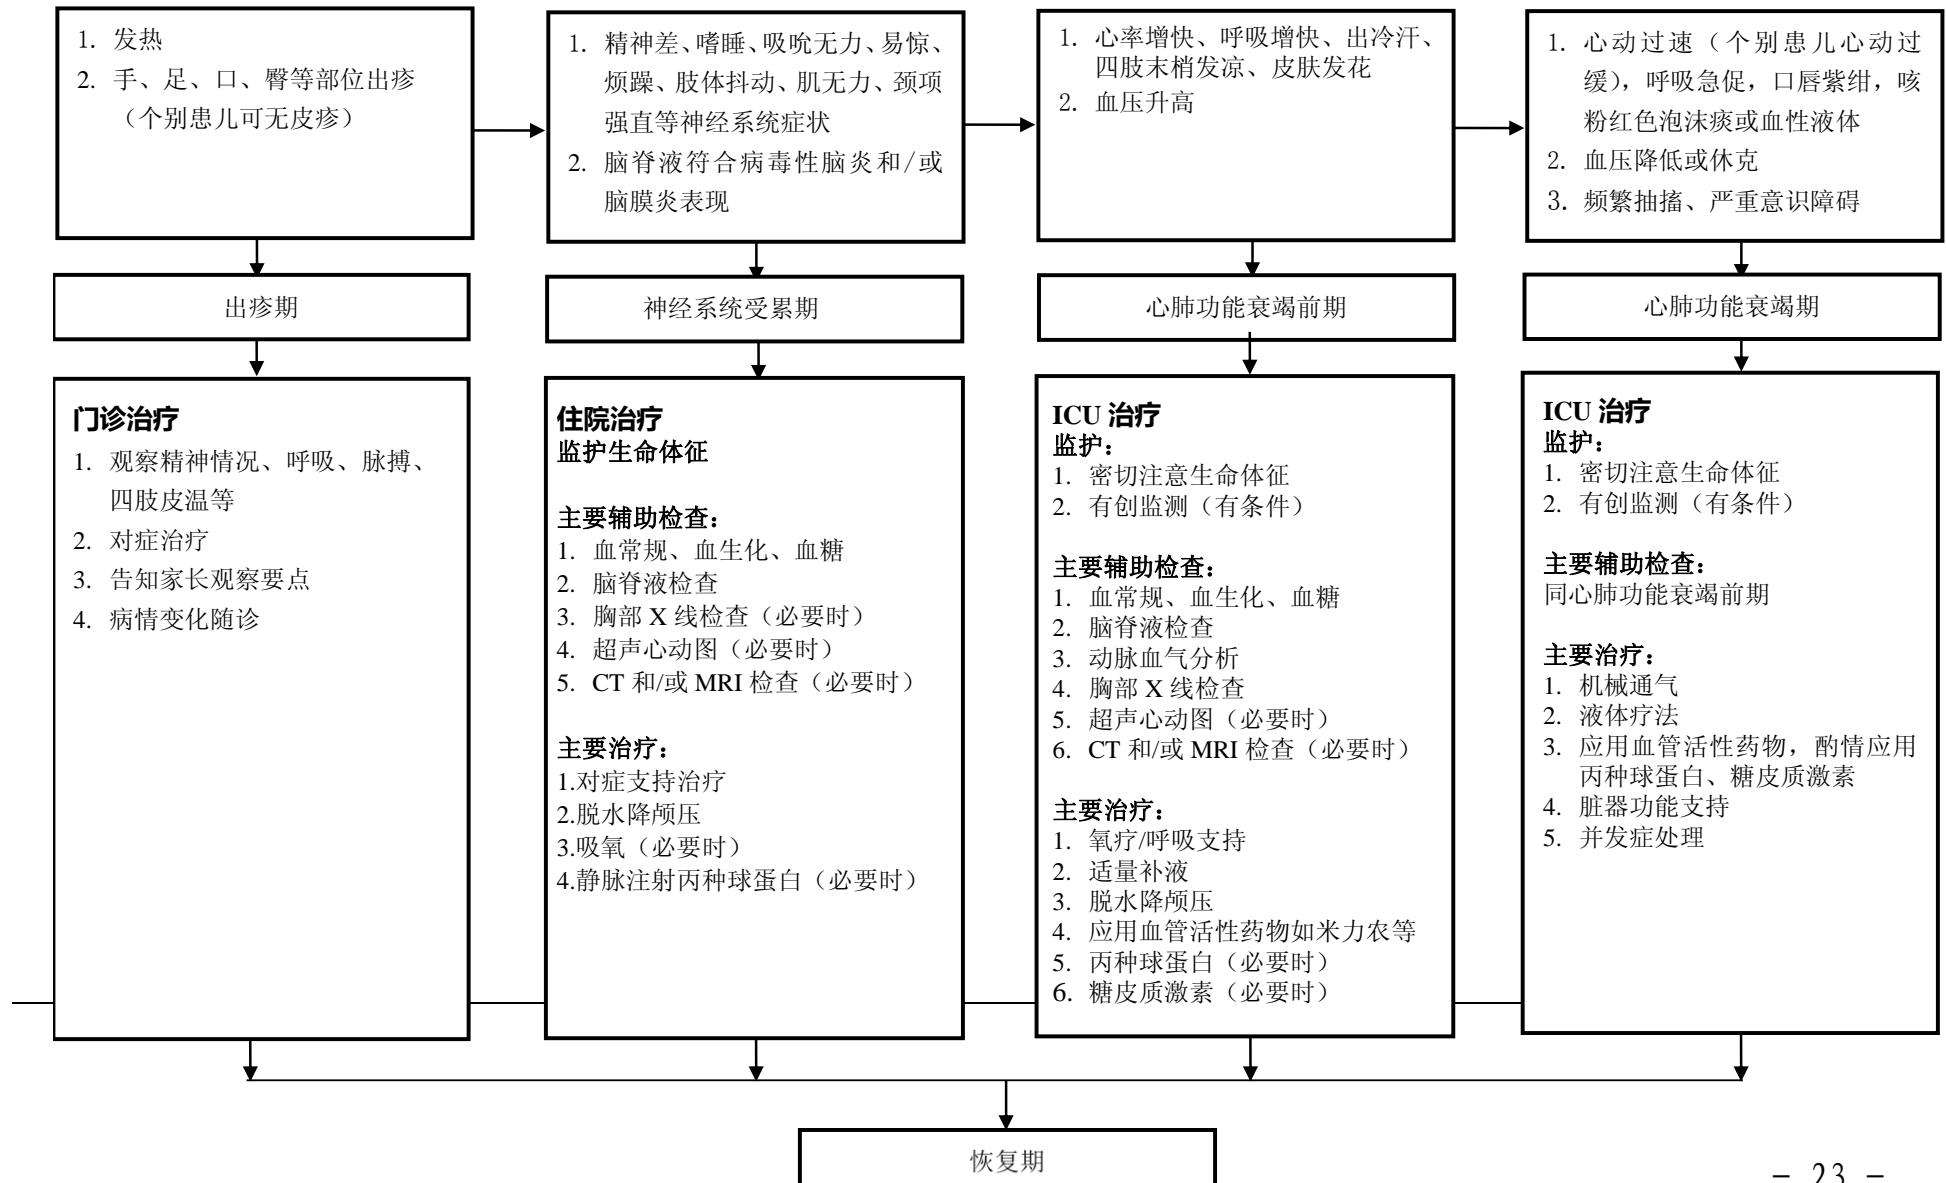 1. 发热
2. 手、足、口、臀等部位出疹
（个别患儿可无皮疹）
1. 精神差、嗜睡、吸吮无力、易惊、
烦躁、肢体抖动、肌无力、颈项
强直等神经系统症状
2. 脑脊液符合病毒性脑炎和/或
脑膜炎表现
1. 心率增快、呼吸增快、出冷汗、
四肢末梢发凉、皮肤发花
2. 血压升高
1. 心动过速（个别患儿心动过
缓），呼吸急促，口唇紫绀，咳
粉红色泡沫痰或血性液体
2. 血压降低或休克
3. 频繁抽搐、严重意识障碍
出疹期
神经系统受累期
心肺功能衰竭前期
心肺功能衰竭期
门诊治疗
1. 观察精神情况、呼吸、脉搏、
四肢皮温等
2. 对症治疗
3. 告知家长观察要点
4. 病情变化随诊
住院治疗
监护生命体征
主要辅助检查：
1. 血常规、血生化、血糖
2. 脑脊液检查
3. 胸部 X 线检查（必要时）
4. 超声心动图（必要时）
5. CT 和/或 MRI 检查（必要时）
主要治疗：
1.对症支持治疗
2.脱水降颅压
3.吸氧（必要时）
4.静脉注射丙种球蛋白（必要时）
ICU 治疗
监护：
1. 密切注意生命体征
2. 有创监测（有条件）
主要辅助检查：
1. 血常规、血生化、血糖
2. 脑脊液检查
3. 动脉血气分析
4. 胸部 X 线检查
5. 超声心动图（必要时）
6. CT 和/或 MRI 检查（必要时）
主要治疗：
1. 氧疗/呼吸支持
2. 适量补液
3. 脱水降颅压
4. 应用血管活性药物如米力农等
5. 丙种球蛋白（必要时）
6. 糖皮质激素（必要时）
ICU 治疗
监护：
1. 密切注意生命体征
2. 有创监测（有条件）
主要辅助检查：
同心肺功能衰竭前期
主要治疗：
1. 机械通气
2. 液体疗法
3. 应用血管活性药物，酌情应用
丙种球蛋白、糖皮质激素
4. 脏器功能支持
5. 并发症处理
恢复期
- 23 -